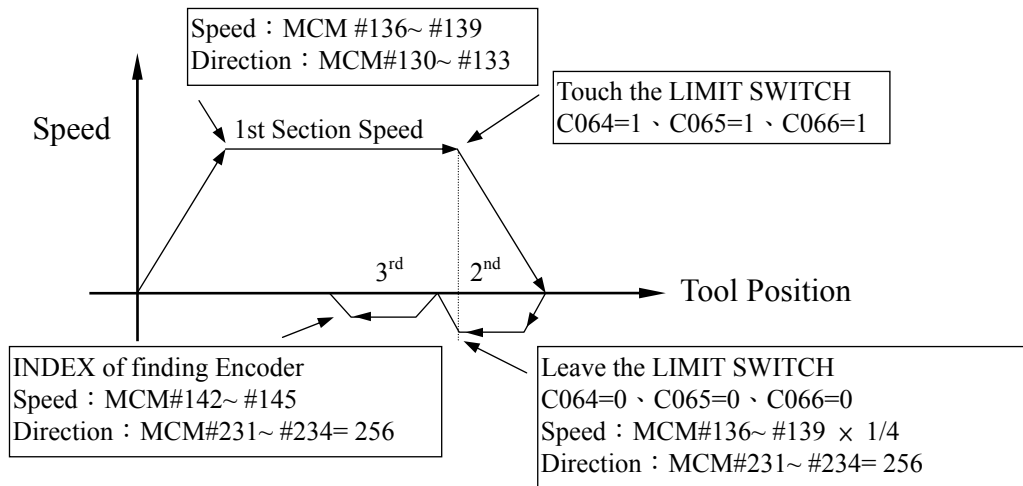 Speed：MCM #136~ #139
Direction：MCM#130~ #133
Touch the LIMIT SWITCH
C064=1、C065=1、C066=1
Speed
1st Section Speed
3rd
2nd
Tool Position
INDEX of finding Encoder
Speed：MCM#142~ #145
Direction：MCM#231~ #234= 256
Leave the LIMIT SWITCH
C064=0、C065=0、C066=0
Speed：MCM#136~ #139 × 1/4
Direction：MCM#231~ #234= 256